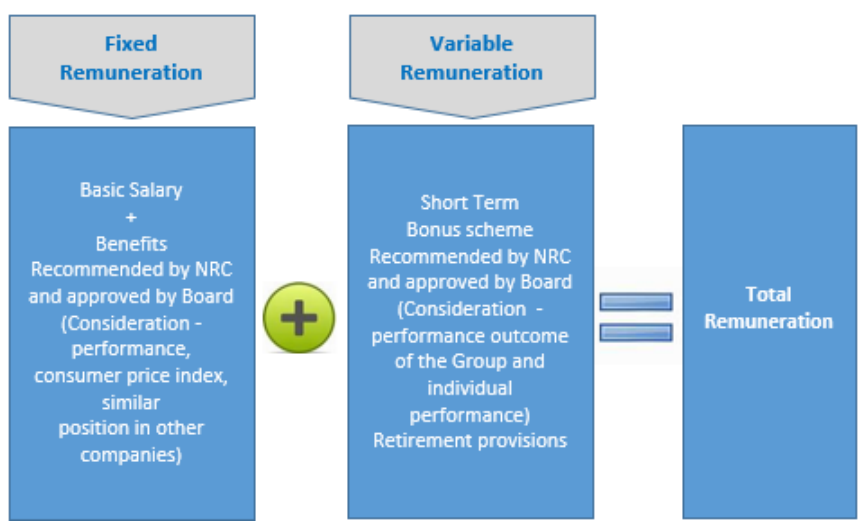 Fixed
Remuneration
Variable
Remuneration
Basic Salary
+
Benefits
Recommended by NRC
and approved by Board
(Consideration -
performance,
consumer price index,
similar
position in other
companies)
Short Term
Bonus scheme
Recommended by NRC
and approved by Board
(Consideration -
performance outcome
of the Group and
individual
performance)
Retirement provisions
Total
Remuneration